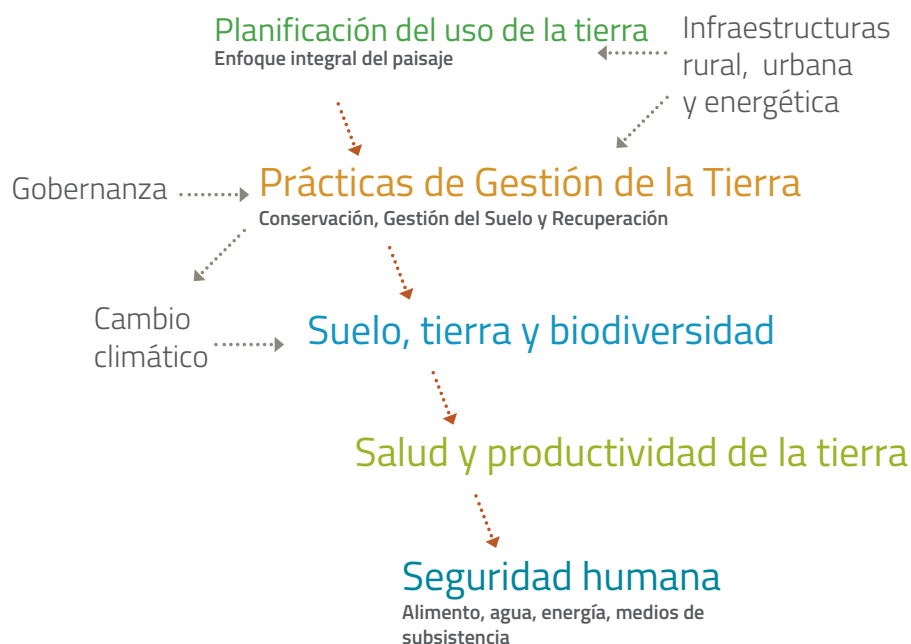 Planificación del uso de la tierra
Enfoque integral del paisaje
Infraestructuras
rural, urbana
y energética
Gobernanza
Prácticas de Gestión de la Tierra
Conservación, Gestión del Suelo y Recuperación
Cambio
climático
Suelo, tierra y biodiversidad
Salud y productividad de la tierra
Seguridad humana
Alimento, agua, energía, medios de
subsistencia